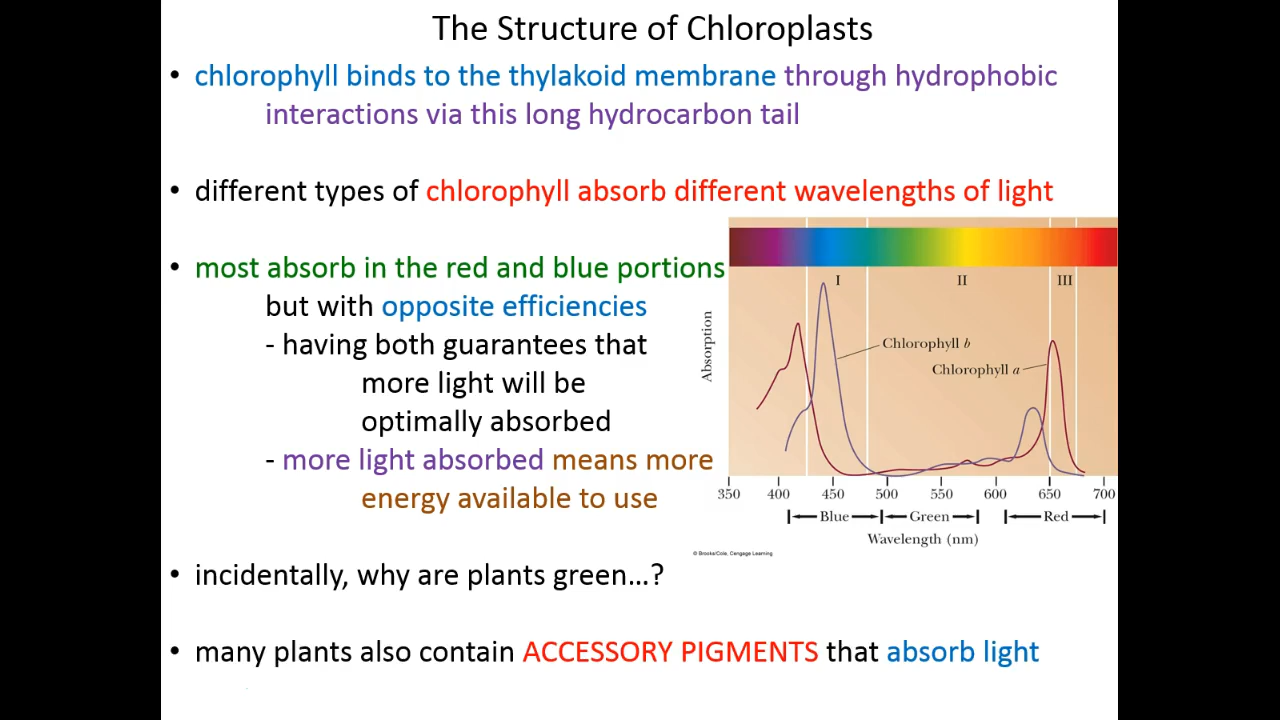 The Structure of Chloroplasts
• chlorophyll binds to the thylakoid membrane through hydrophobic
interactions via this long hydrocarbon tail
• different types of chlorophyll absorb different wavelengths of light
• most absorb in the red and blue portions
but with opposite efficiencies
- having both guarantees that
more light will be
optimally absorbed
- more light absorbed means more
energy available to use
I II III
Absorption
Chlorophyll b
Chlorophyll a
350 400 450 500 550 600 650 700
Blue Green Red
Wavelength (nm)
© Brooks/Cole, Cengage Learning
• incidentally, why are plants green…?
• many plants also contain ACCESSORY PIGMENTS that absorb light